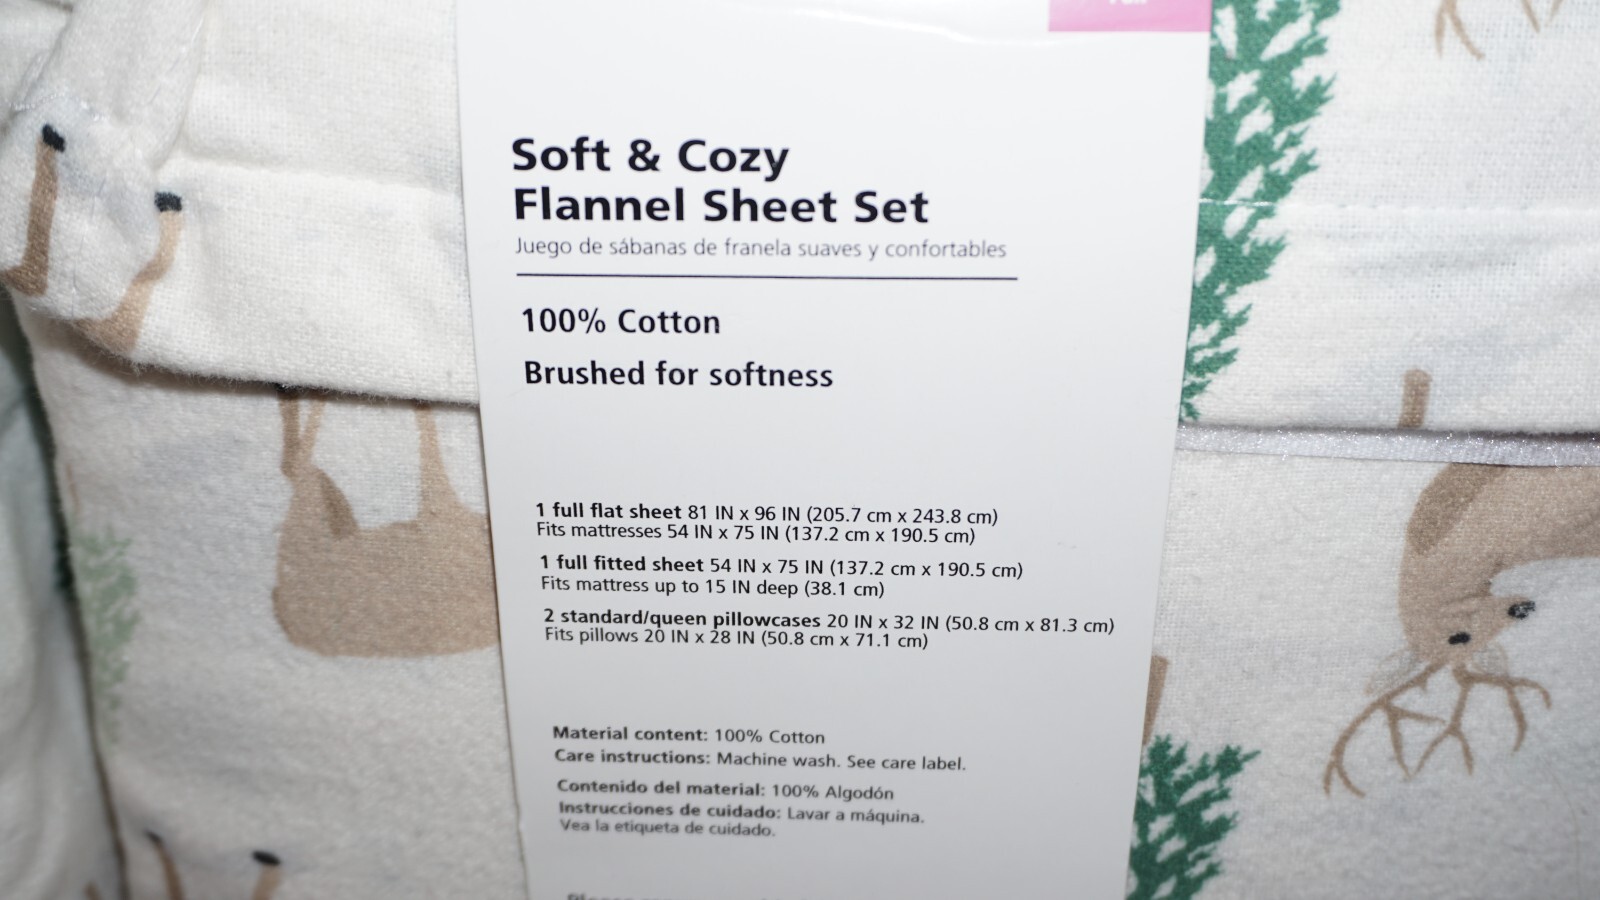 Soft & Cozy
Flannel Sheet Set
Juego de sábanas de franela suaves y confortables
100% Cotton
Brushed for softness
1 full flat sheet 81 IN x 96 IN (205.7 cm x 243.8 cm)
Fits mattresses 54 IN x 75 IN (137.2 cm x 190.5 cm)
1 full fitted sheet 54 IN x 75 IN (137.2 cm x 190.5 cm)
Fits mattress up to 15 IN deep (38.1 cm)
2 standard/queen pillowcases 20 IN x 32 IN (50.8 cm x 81.3 cm)
Fits pillows 20 IN x 28 IN (50.8 cm x 71.1 cm)
Material content: 100% Cotton
Care instructions: Machine wash. See care label.
Contenido del material: 100% Algodón
Instrucciones de cuidado: Lavar a máquina.
Vea la etiqueta de cuidado.